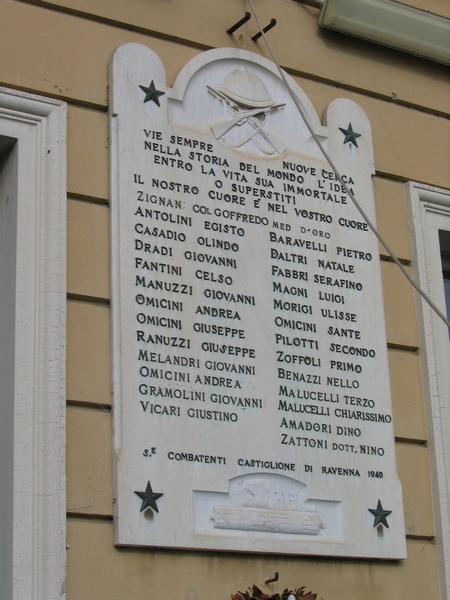 VIE SEMPRE NUOVE CERCA
NELLA STORIA DEL MONDO L'IDEA
ENTRO LA VITA SUA IMMORTALE
O SUPERSTITI
IL NOSTRO CUORE E' NEL VOSTRO CUORE
ZIGNANI COL. GOFFREDO MED. D'ORO
ANTOLINI EGISTO
CASADIO OLINDO
DRADI GIOVANNI
FANTINI CELSO
MANUZZI GIOVANNI
OMICINI ANDREA
OMICINI GIUSEPPE
RANUZZI GIUSEPPE
MELANDRI GIOVANNI
OMICINI ANDREA
GRAMOLINI GIOVANNI
VICARI GIUSTINO
BARAVELLI PIETRO
DALTRI NATALE
FABBRI SERAFINO
MAGNI LUIGI
MORIGI ULISSE
OMICINI SANTE
PILOTTI SECONDO
ZOFFOLI PRIMO
BENAZZI NELLO
MALUCELLI TERZO
MALUCELLI CHIARISSIMO
AMADORI DINO
ZATTONI DOTT. NINO
S.E COMBATENTI CASTIGLIONE DI RAVENNA 1940